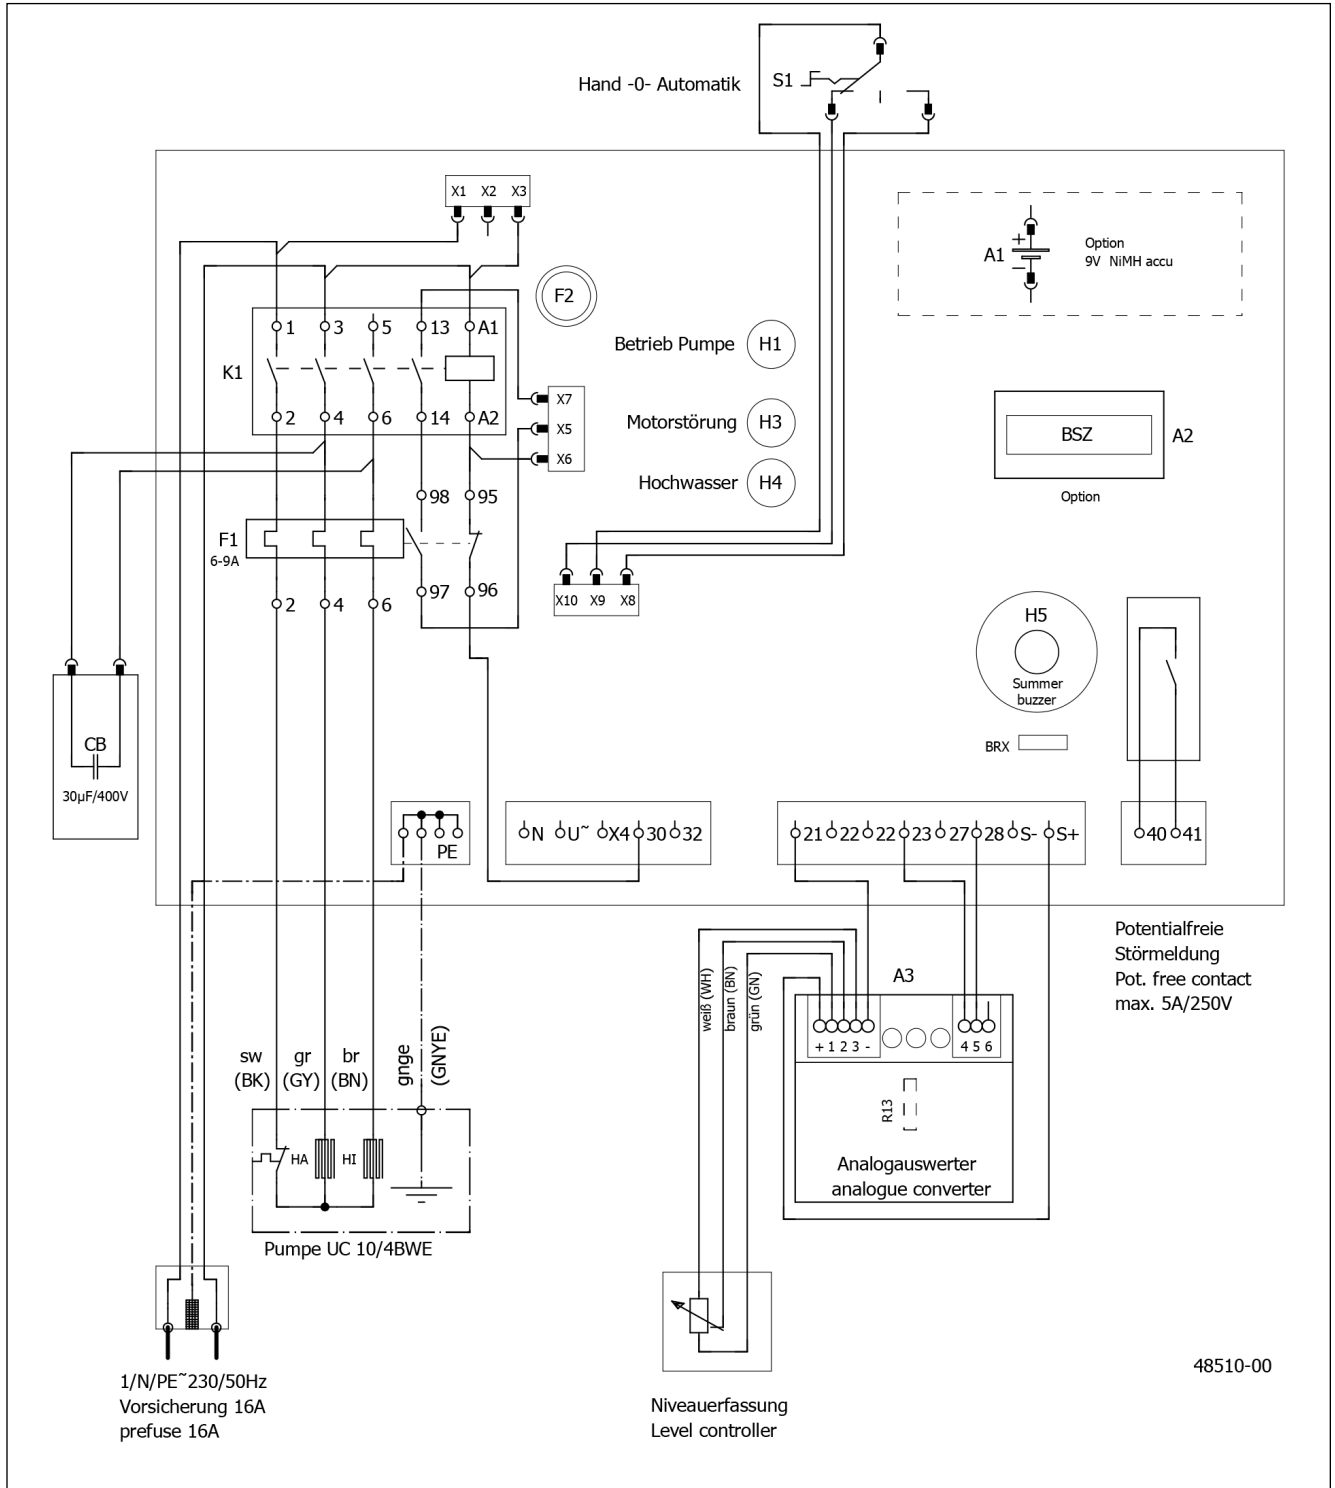 Hand -0- Automatik
S1
X1 X2 X3
A1
+
−
Option
9V NiMH accu
F2
1 3 5 13 A1
K1
2 4 6 14 A2
Betrieb Pumpe H1
X7
X5
X6
Motorstörung H3
Hochwasser H4
BSZ
A2
Option
98 95
F1
6-9A
97 96
2 4 6
X10 X9 X8
H5
Summer
buzzer
BRX
CB
30µF/400V
PE
N U~ X4 30 32
21 22 22 23 27 28 S- S+
40 41
Potentialfreie
Störmeldung
Pot. free contact
max. 5A/250V
weiß (WH)
braun (BN)
grün (GN)
A3
+ 1 2 3 -
4 5 6
R13
Analogauswerter
analogue converter
sw
(BK)
gr
(GY)
br
(BN)
gnge
(GNYE)
HA HI
Pumpe UC 10/4BWE
1/N/PE~230/50Hz
Vorsicherung 16A
prefuse 16A
Niveauerfassung
Level controller
48510-00